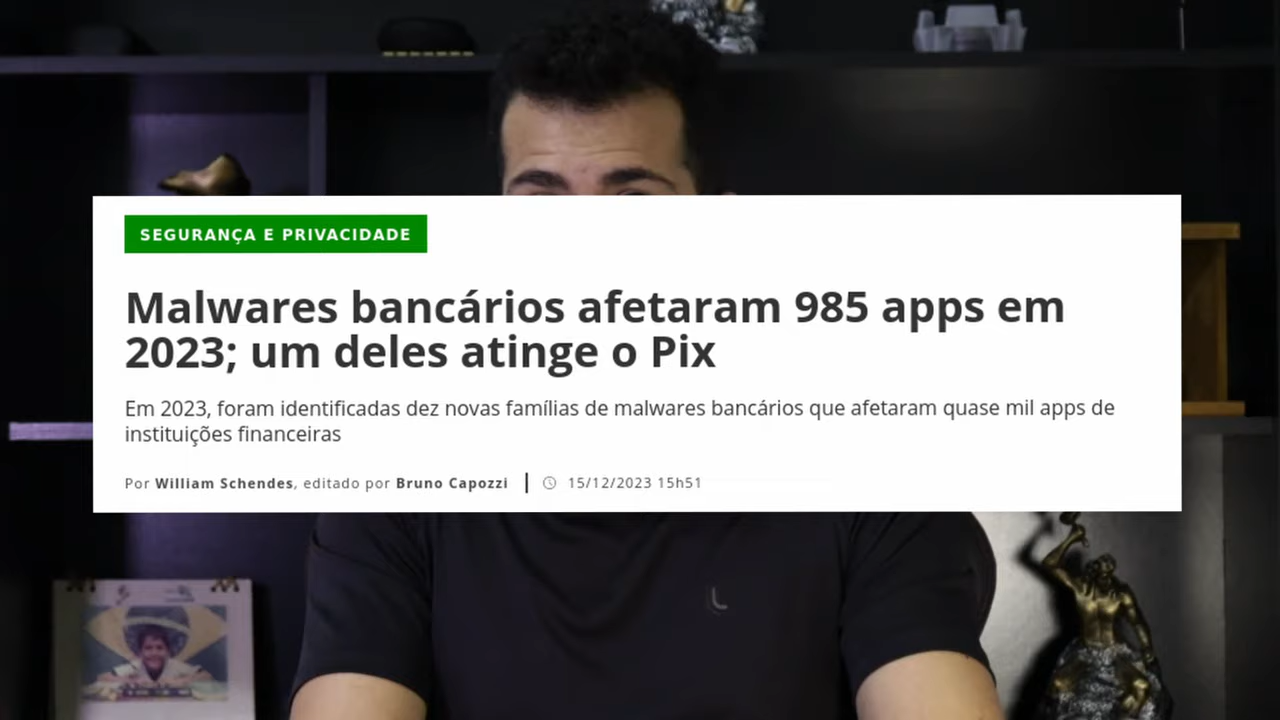 SEGURANÇA E PRIVACIDADE
Malwares bancários afetaram 985 apps em
2023; um deles atinge o Pix
Em 2023, foram identificadas dez novas famílias de malwares bancários que afetaram quase mil apps de
instituições financeiras
Por William Schendes, editado por Bruno Capozzi | 15/12/2023 15h51